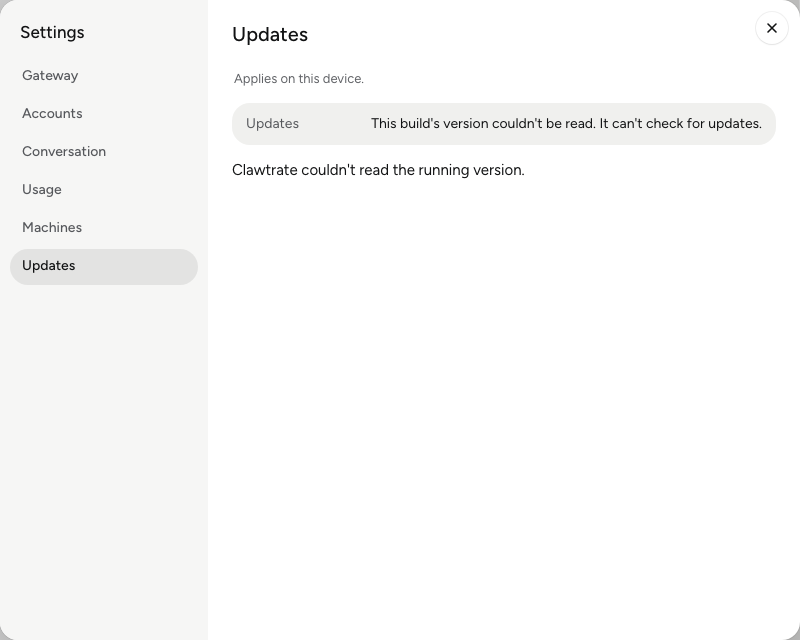 Settings
Gateway
Accounts
Conversation
Usage
Machines
Updates
Updates
Applies on this device.
Updates This build's version couldn't be read. It can't check for updates.
Clawtrate couldn't read the running version.